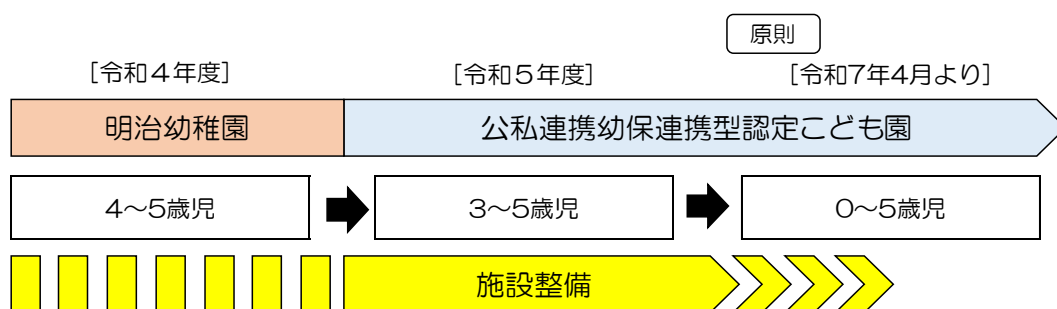 原則
[令和4年度] [令和5年度] [令和7年4月より]
明治幼稚園 公私連携幼保連携型認定こども園
4～5歳児 3～5歳児 0～5歳児
施設整備